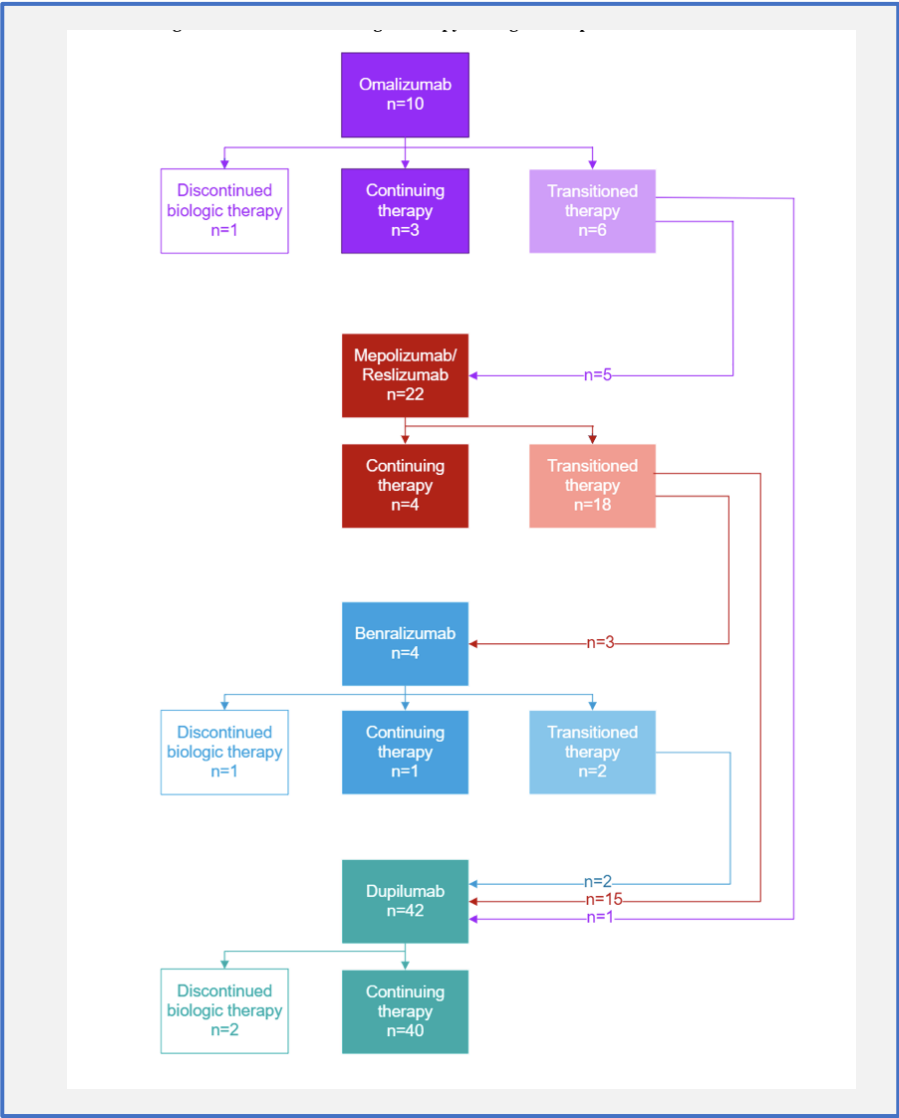 Omalizumab
n=10
Discontinued
biologic therapy
n=1
Continuing
therapy
n=3
Transitioned
therapy
n=6
Mepolizumab/
Reslizumab
n=22
n=5
Continuing
therapy
n=4
Transitioned
therapy
n=18
Benralizumab
n=4
n=3
Discontinued
biologic therapy
n=1
Continuing
therapy
n=1
Transitioned
therapy
n=2
Dupilumab
n=42
n=2
n=15
n=1
Discontinued
biologic therapy
n=2
Continuing
therapy
n=40